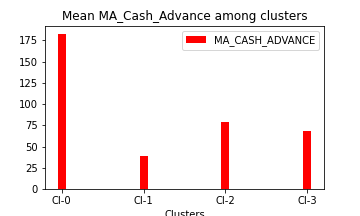 Mean MA_Cash_Advance among clusters
MA_CASH_ADVANCE
175
150
125
100
75
50
25
0
Cl-0 Cl-1 Cl-2 Cl-3
Clusters